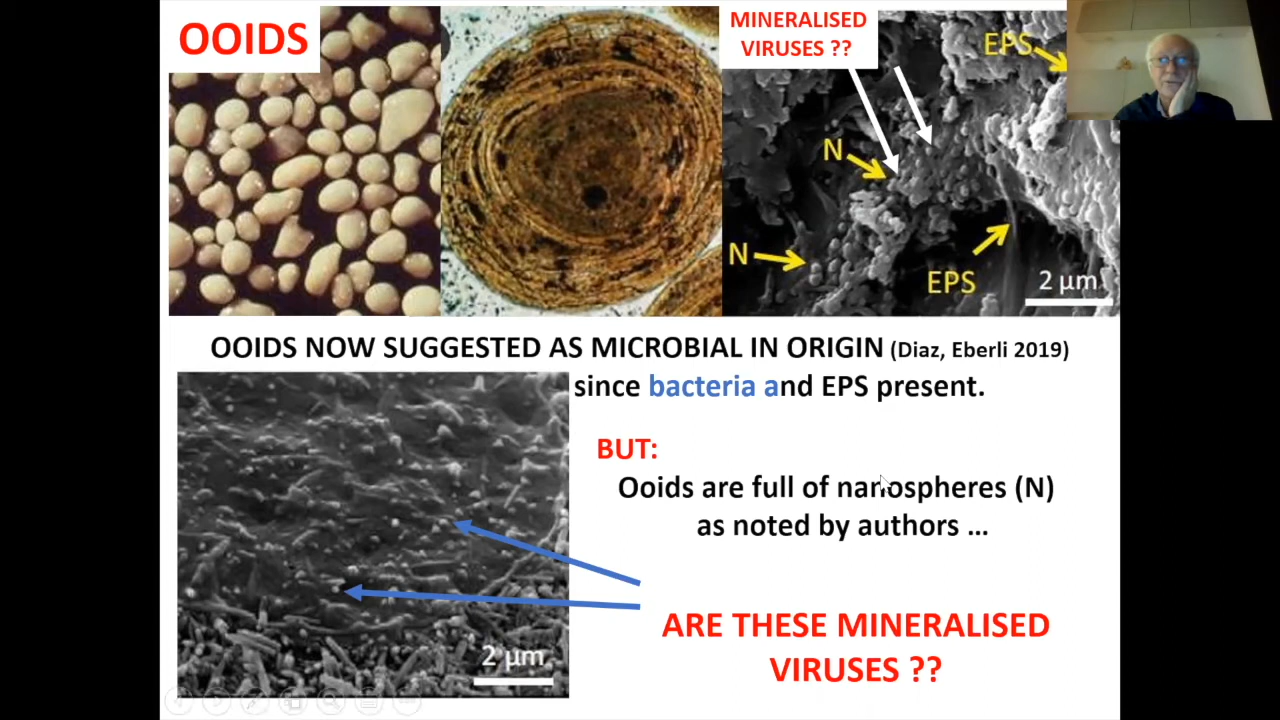 OOIDS
MINERALISED
VIRUSES ??
EPS
N
N
EPS
2 µm
OOIDS NOW SUGGESTED AS MICROBIAL IN ORIGIN (Diaz, Eberli 2019)
since bacteria and EPS present.
BUT:
Ooids are full of nanospheres (N)
as noted by authors ...
2 µm
ARE THESE MINERALISED
VIRUSES ??